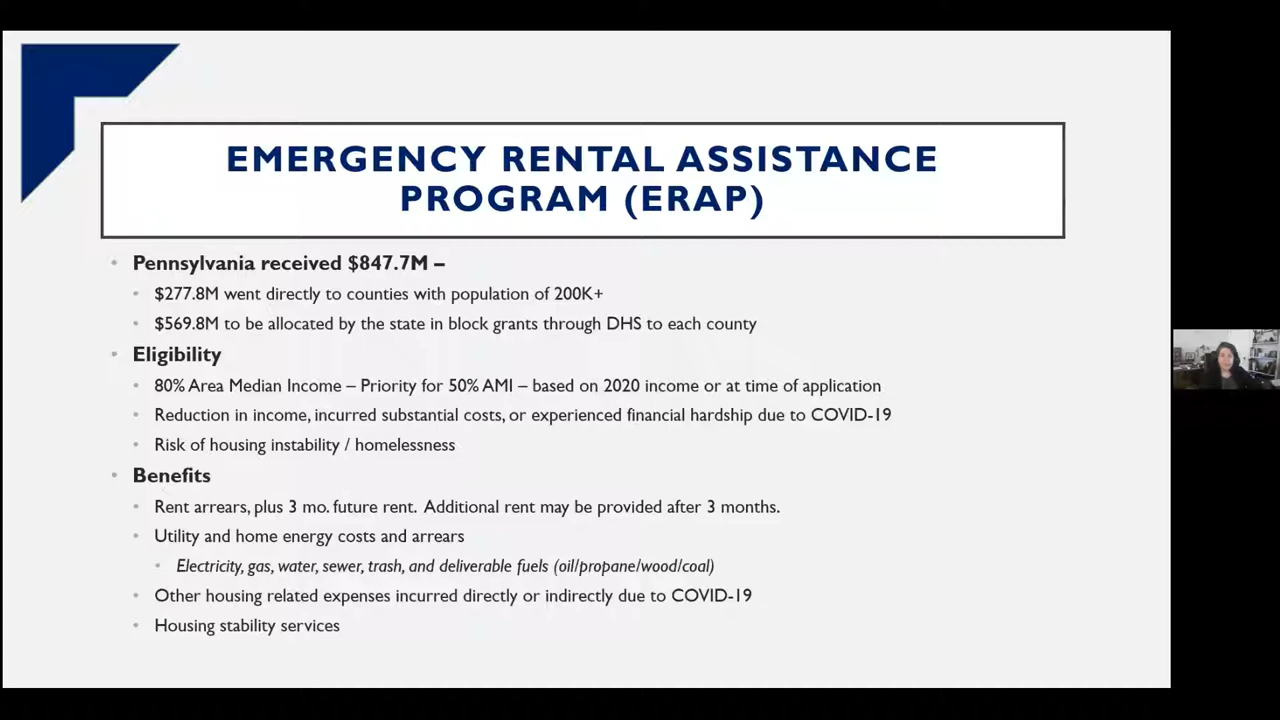 EMERGENCY RENTAL ASSISTANCE
PROGRAM (ERAP)
Pennsylvania received $847.7M –
$277.8M went directly to counties with population of 200K+
$569.8M to be allocated by the state in block grants through DHS to each county
Eligibility
80% Area Median Income – Priority for 50% AMI – based on 2020 income or at time of application
Reduction in income, incurred substantial costs, or experienced financial hardship due to COVID-19
Risk of housing instability / homelessness
Benefits
Rent arrears, plus 3 mo. future rent. Additional rent may be provided after 3 months.
Utility and home energy costs and arrears
Electricity, gas, water, sewer, trash, and deliverable fuels (oil/propane/wood/coal)
Other housing related expenses incurred directly or indirectly due to COVID-19
Housing stability services